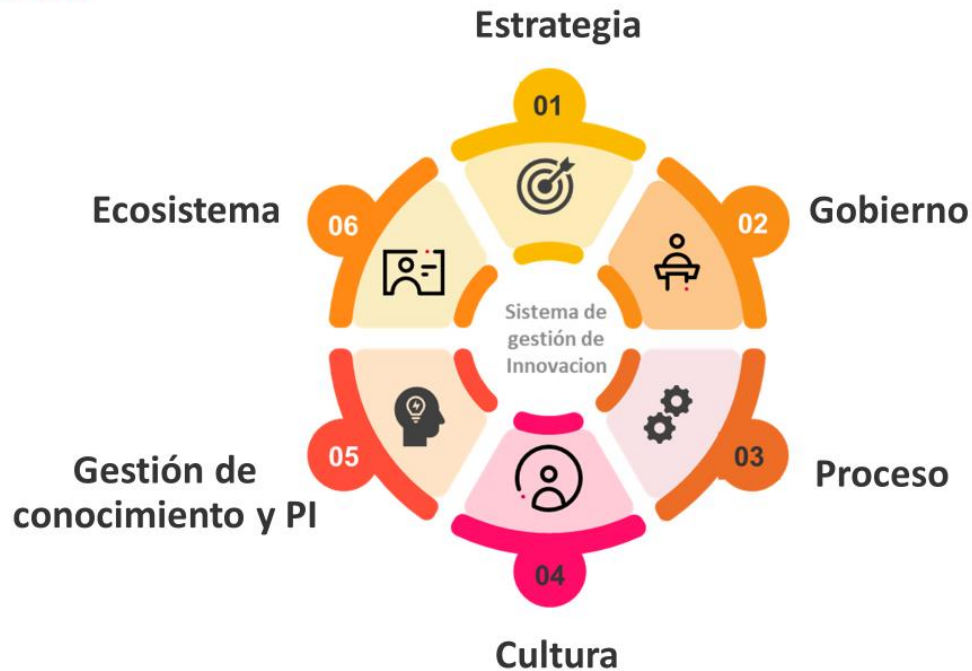 Estrategia
01
Ecosistema
06
02
Gobierno
Sistema de
gestión de
Innovacion
Gestión de
conocimiento y PI
05
03
Proceso
04
Cultura